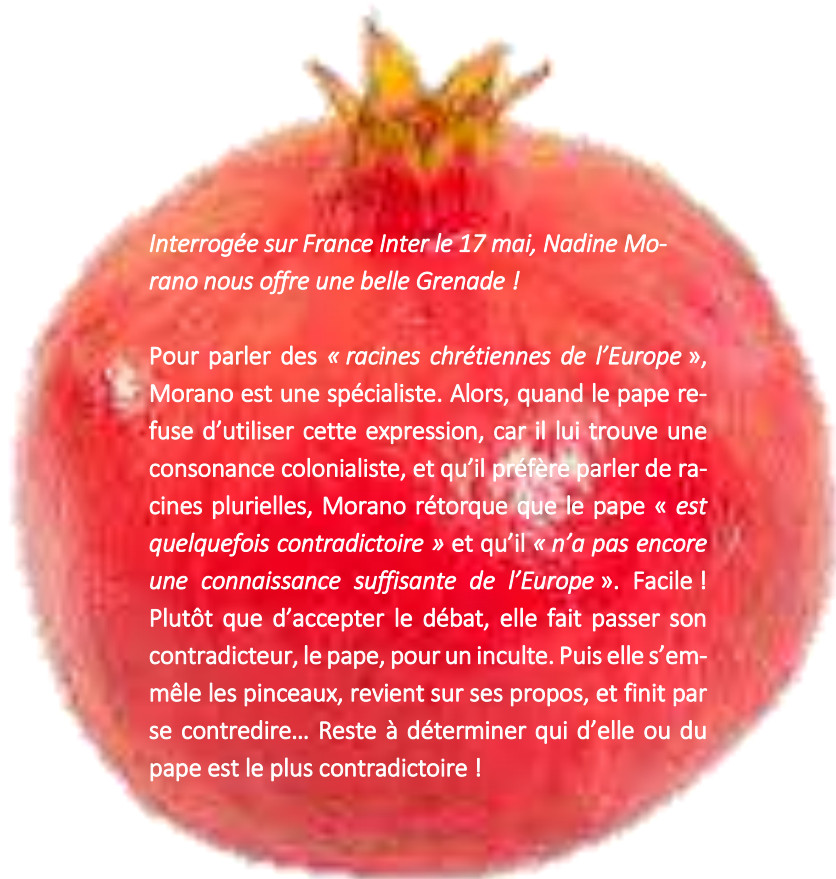 Interrogée sur France Inter le 17 mai, Nadine Mo-
rano nous offre une belle Grenade !
Pour parler des « racines chrétiennes de l’Europe »,
Morano est une spécialiste. Alors, quand le pape re-
fuse d’utiliser cette expression, car il lui trouve une
consonance colonialiste, et qu’il préfère parler de ra-
cines plurielles, Morano rétorque que le pape « est
quelquefois contradictoire » et qu’il « n’a pas encore
une connaissance suffisante de l’Europe ». Facile !
Plutôt que d’accepter le débat, elle fait passer son
contradicteur, le pape, pour un inculte. Puis elle s’em-
mêle les pinceaux, revient sur ses propos, et finit par
se contredire… Reste à déterminer qui d’elle ou du
pape est le plus contradictoire !